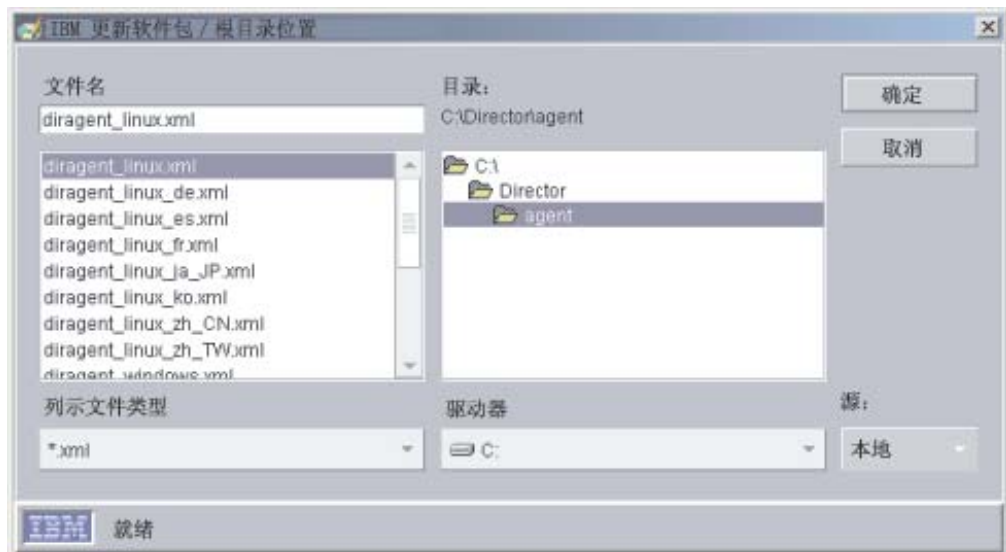 IBM 更新软件包 / 根目录位置
文件名
diragent_linux.xml
diragent_linux.xml
diragent_linux_de.xml
diragent_linux_es.xml
diragent_linux_fr.xml
diragent_linux_ja_JP.xml
diragent_linux_ko.xml
diragent_linux_zh_CN.xml
diragent_linux_zh_TW.xml
diragent_windows.xml
列示文件类型
*.xml
目录:
C:\Director\agent
C:\
Director
agent
驱动器
C:
确定
取消
源:
本地
IBM 就绪